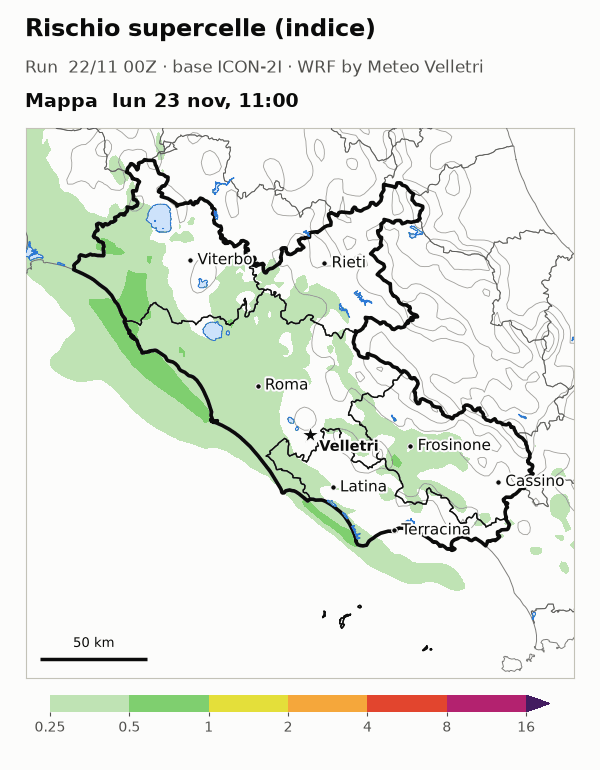 Rischio supercelle (indice)
Run 22/11 00Z · base ICON-2I · WRF by Meteo Velletri
Mappa lun 23 nov, 11:00
Viterbo
Rieti
Roma
Velletri
Frosinone
Latina
Cassino
Terracina
50 km
0.25 0.5 1 2 4 8 16